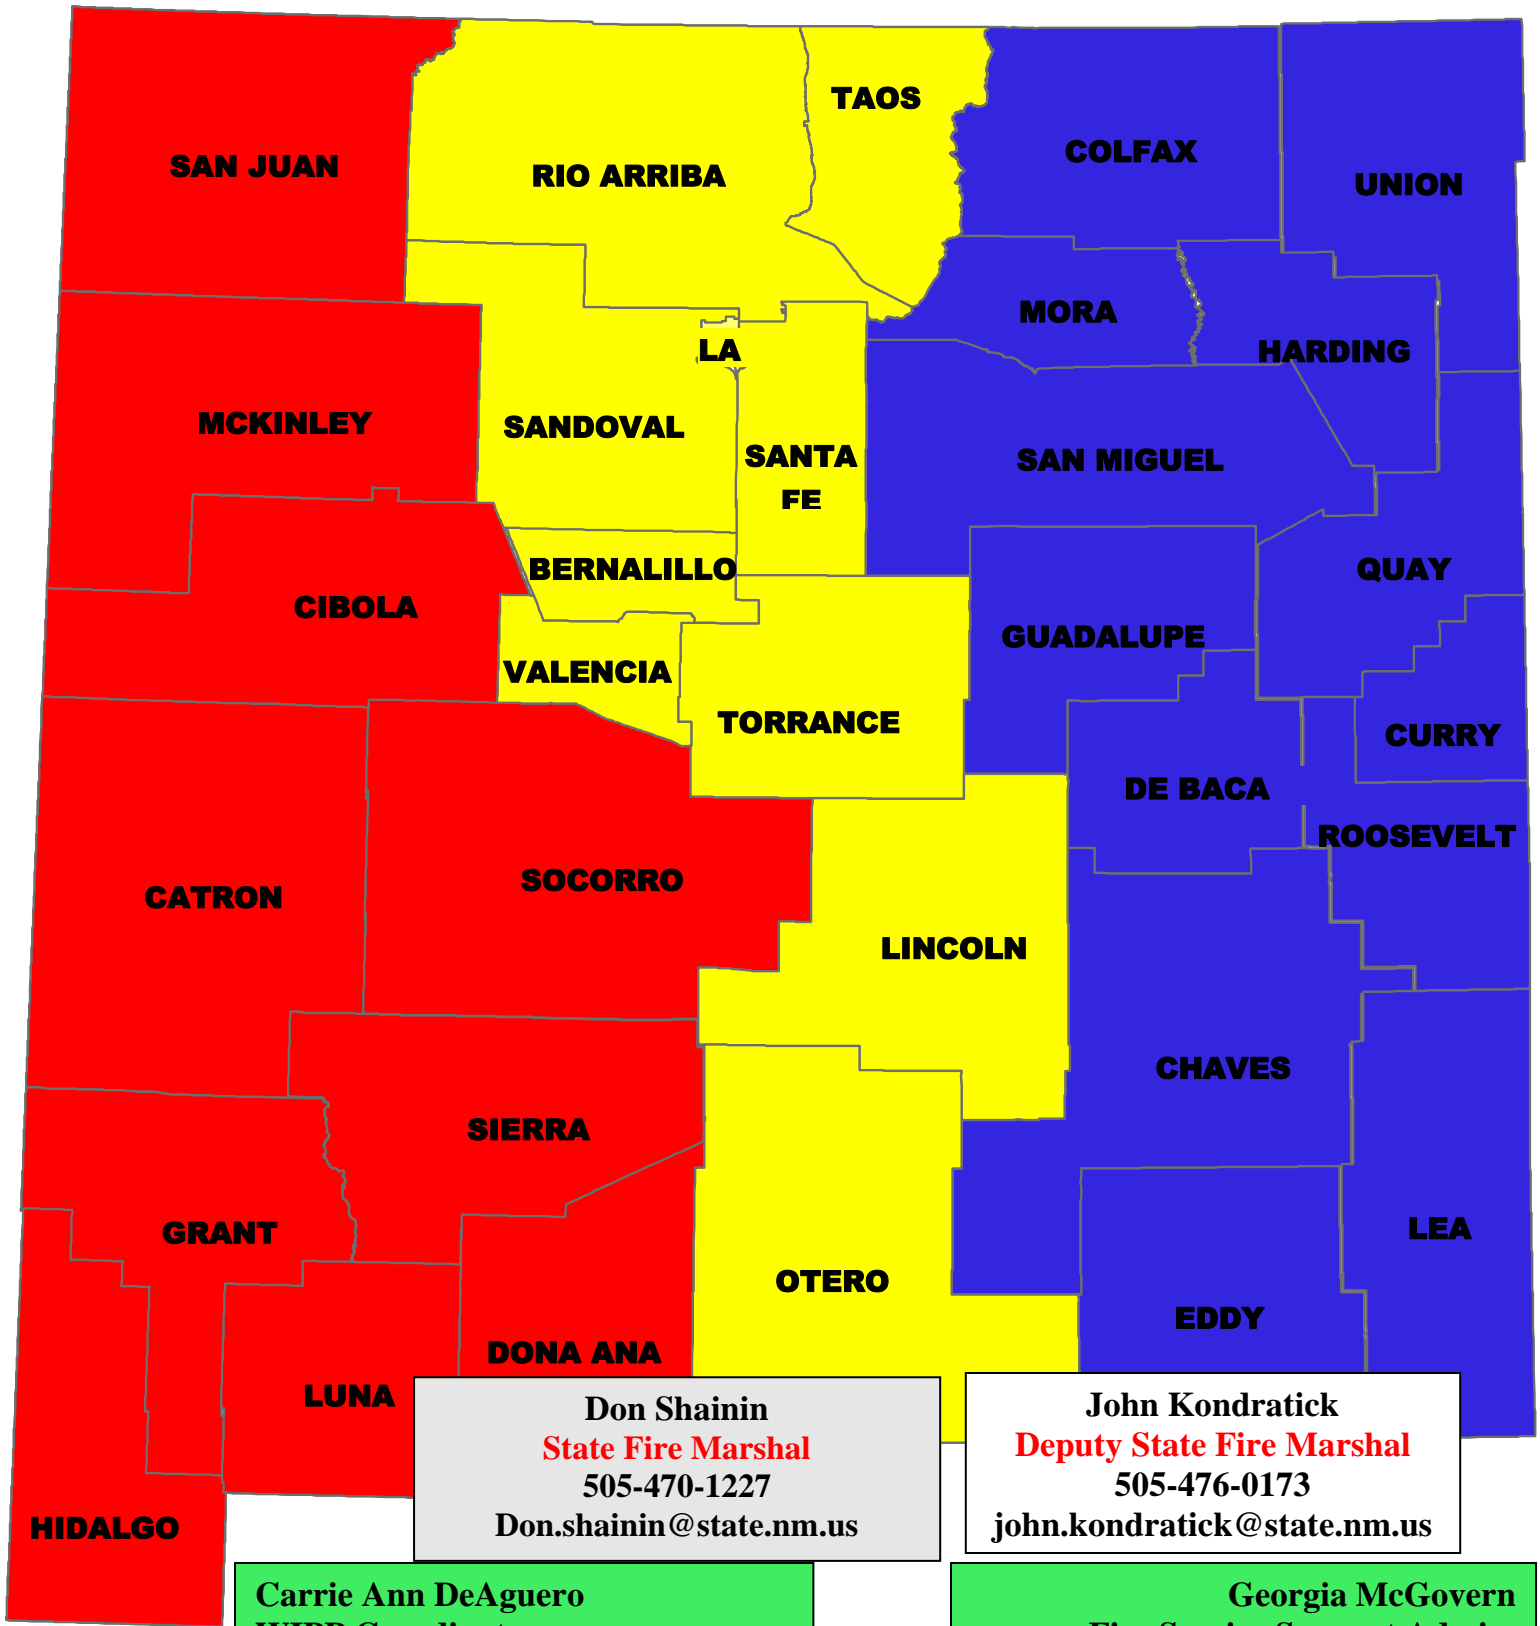 TAOS
COLFAX
SAN JUAN
RIO ARRIBA
UNION
MORA
LA
HARDING
MCKINLEY
SANDOVAL
SANTA
FE
SAN MIGUEL
BERNALILLO
QUAY
CIBOLA
GUADALUPE
VALENCIA
TORRANCE
CURRY
DE BACA
ROOSEVELT
SOCORRO
CATRON
LINCOLN
CHAVES
SIERRA
GRANT
LEA
OTERO
EDDY
DONA ANA
LUNA
HIDALGO
Don Shainin
State Fire Marshal
505-470-1227
Don.shainin@state.nm.us
John Kondratick
Deputy State Fire Marshal
505-476-0173
john.kondratick@state.nm.us
Carrie Ann DeAguero
Georgia McGovern